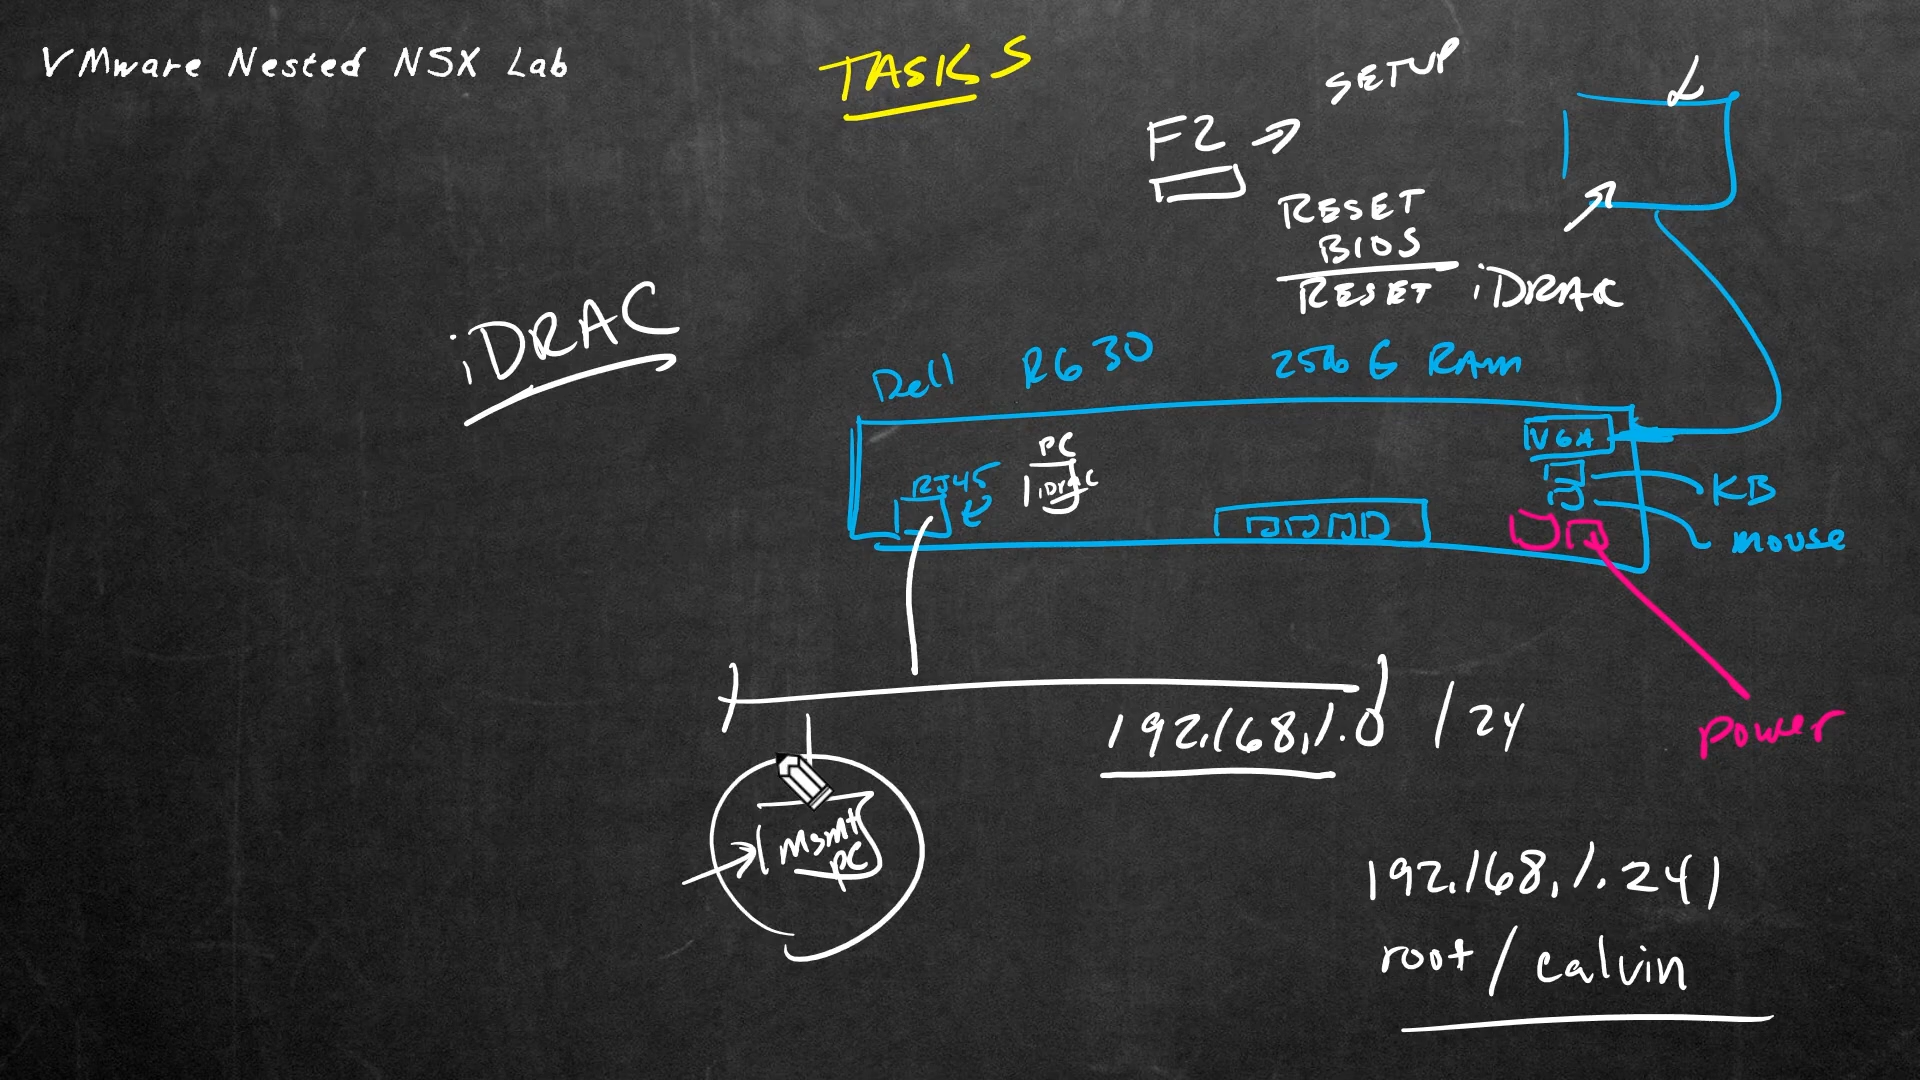 VMware Nested NSX Lab
TASKS
SETUP
F2
RESET
BIOS
RESET iDRAC
iDRAC
Dell R630 256 G RAM
PC
iDRAC
RJ45
VGA
KB
mouse
192.168.1.0 /24
power
Mgmt
PC
192.168.1.241
root / calvin